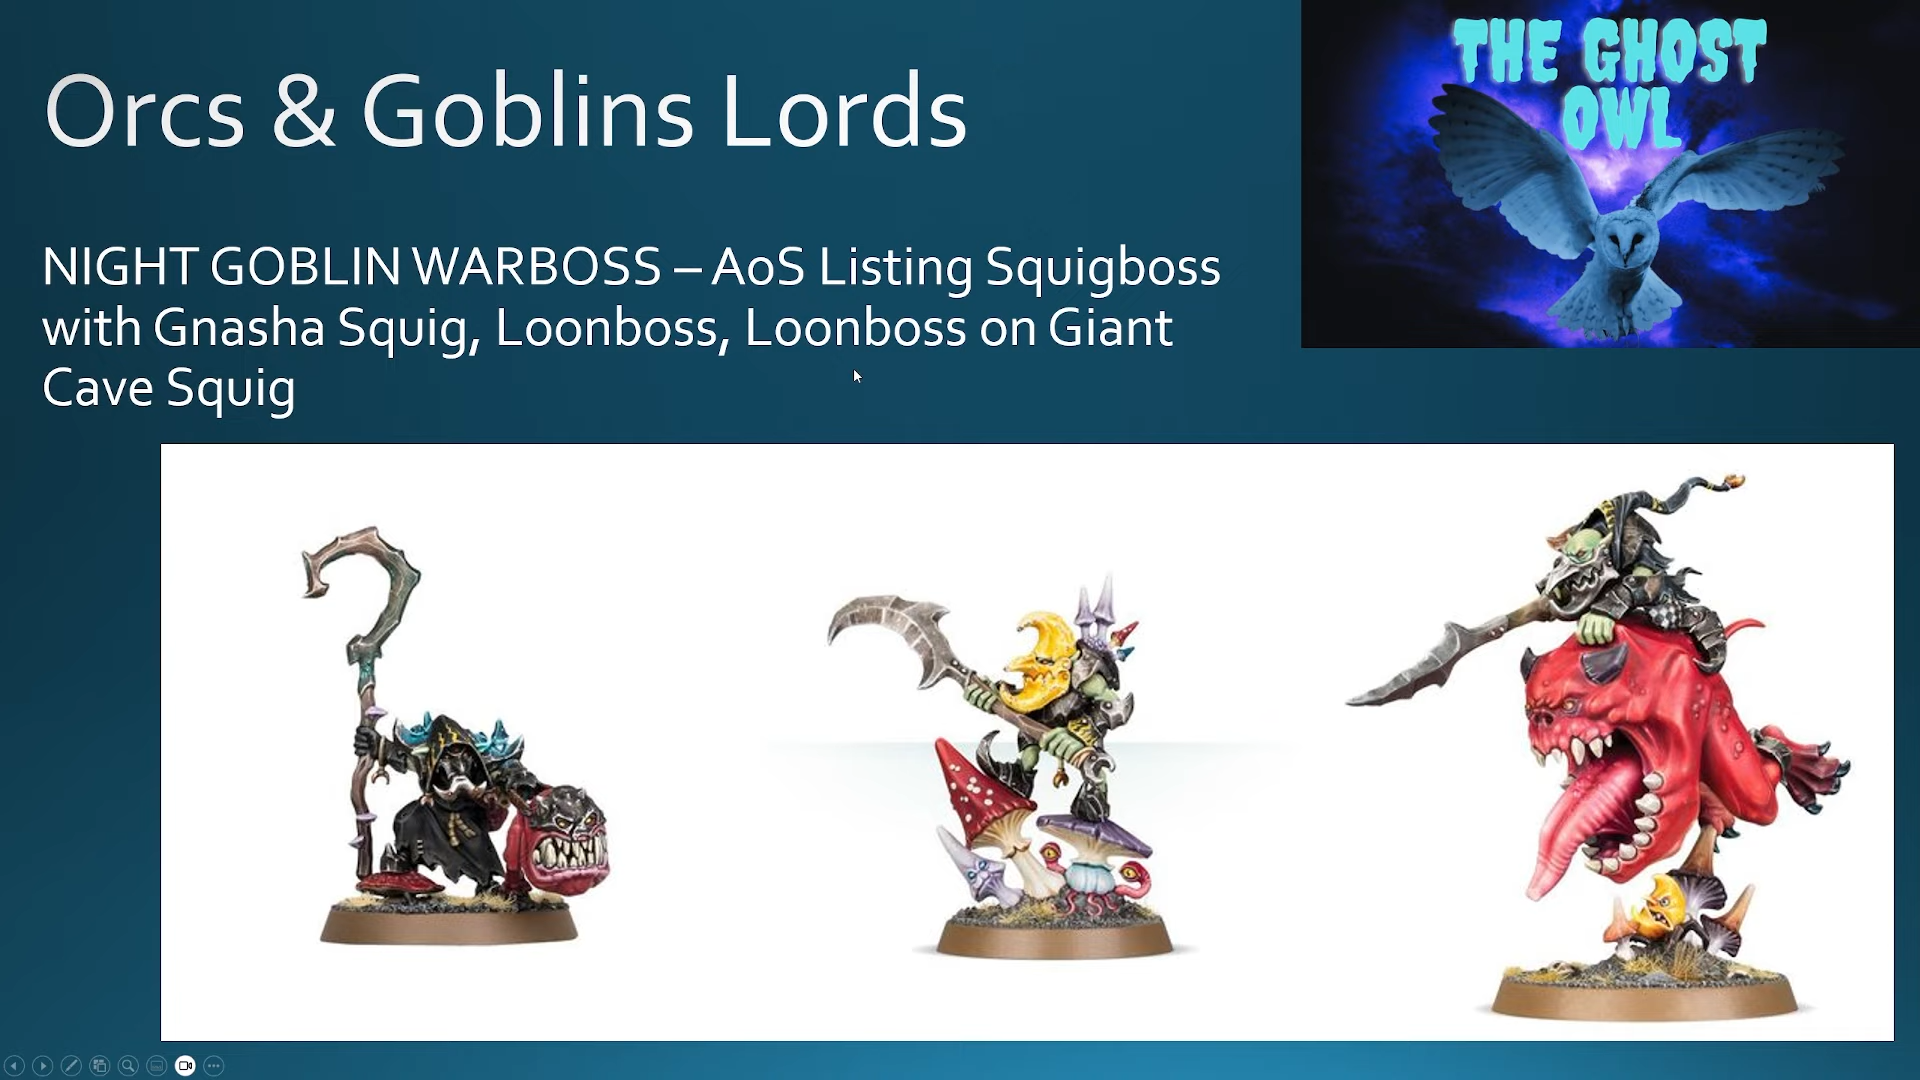 Orcs & Goblins Lords
THE GHOST
OWL
NIGHT GOBLIN WARBOSS – AoS Listing Squigboss
with Gnasha Squig, Loonboss, Loonboss on Giant
Cave Squig